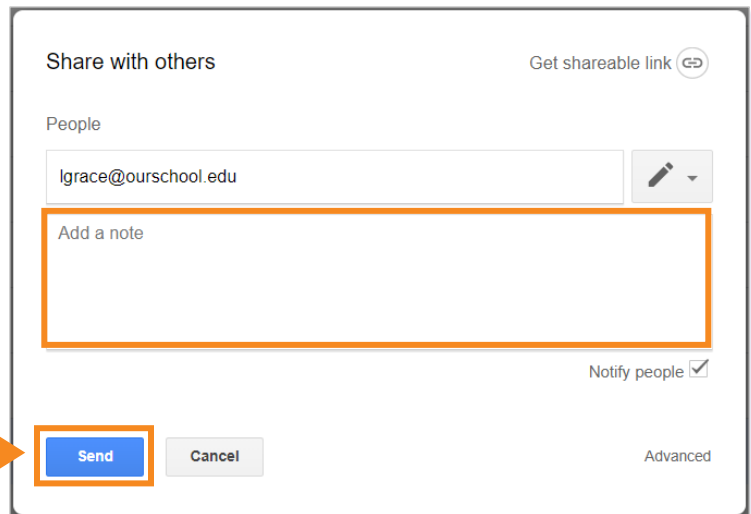 Share with others Get shareable link
People
lgrace@ourschool.edu
Add a note
Notify people
Send Cancel Advanced